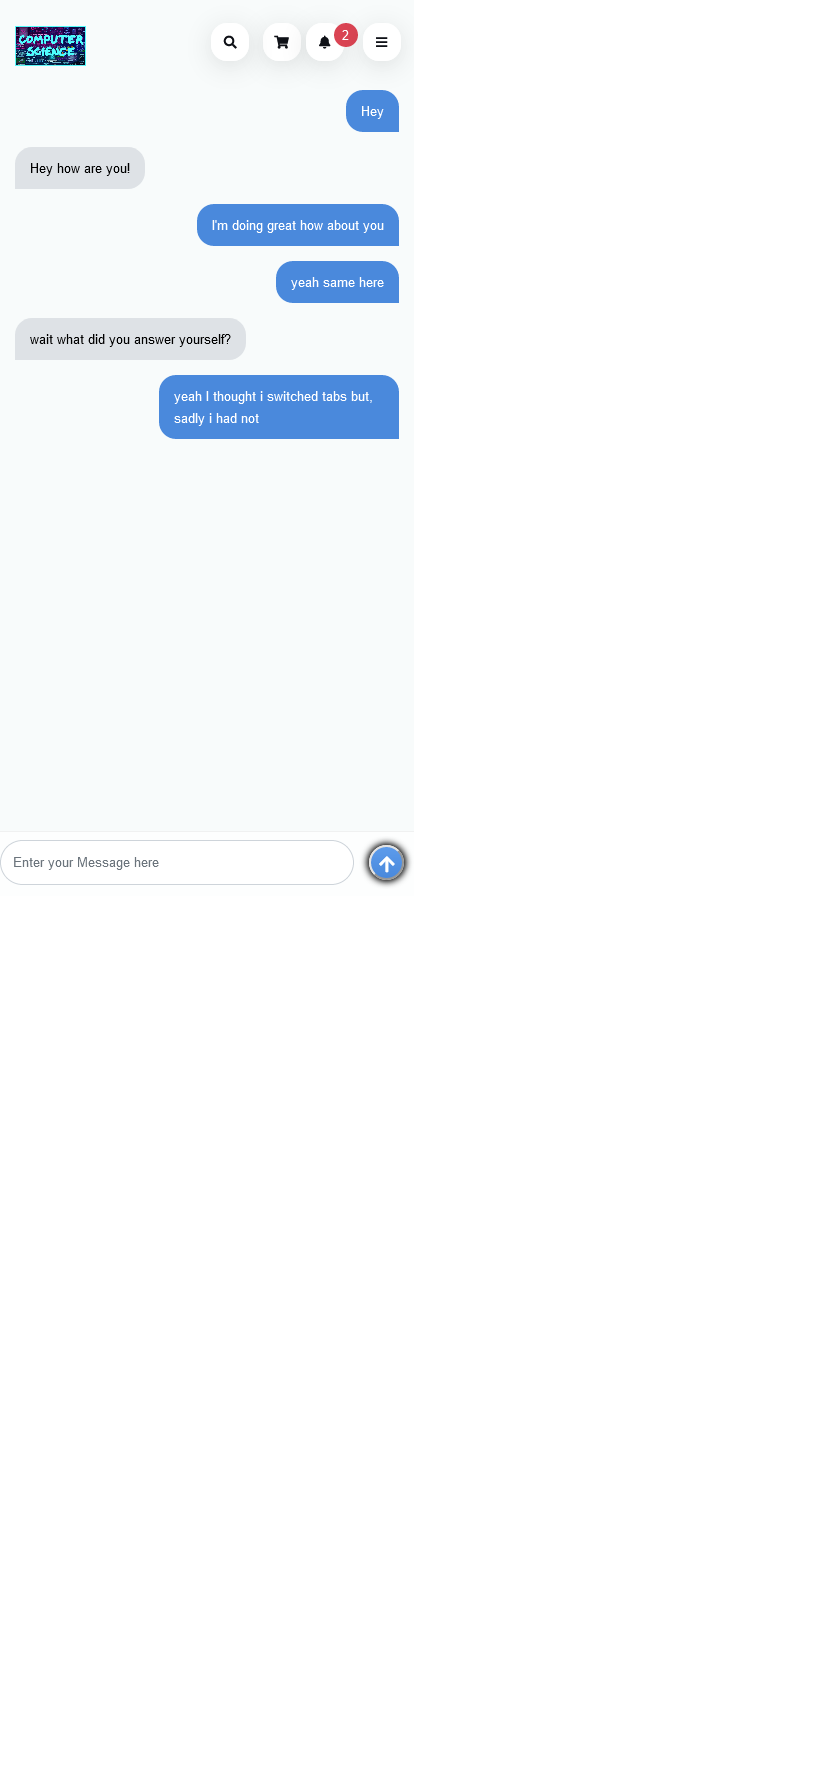 COMPUTER
SCIENCE
2
Hey
Hey how are you!
I'm doing great how about you
yeah same here
wait what did you answer yourself?
yeah I thought i switched tabs but,
sadly i had not
Enter your Message here